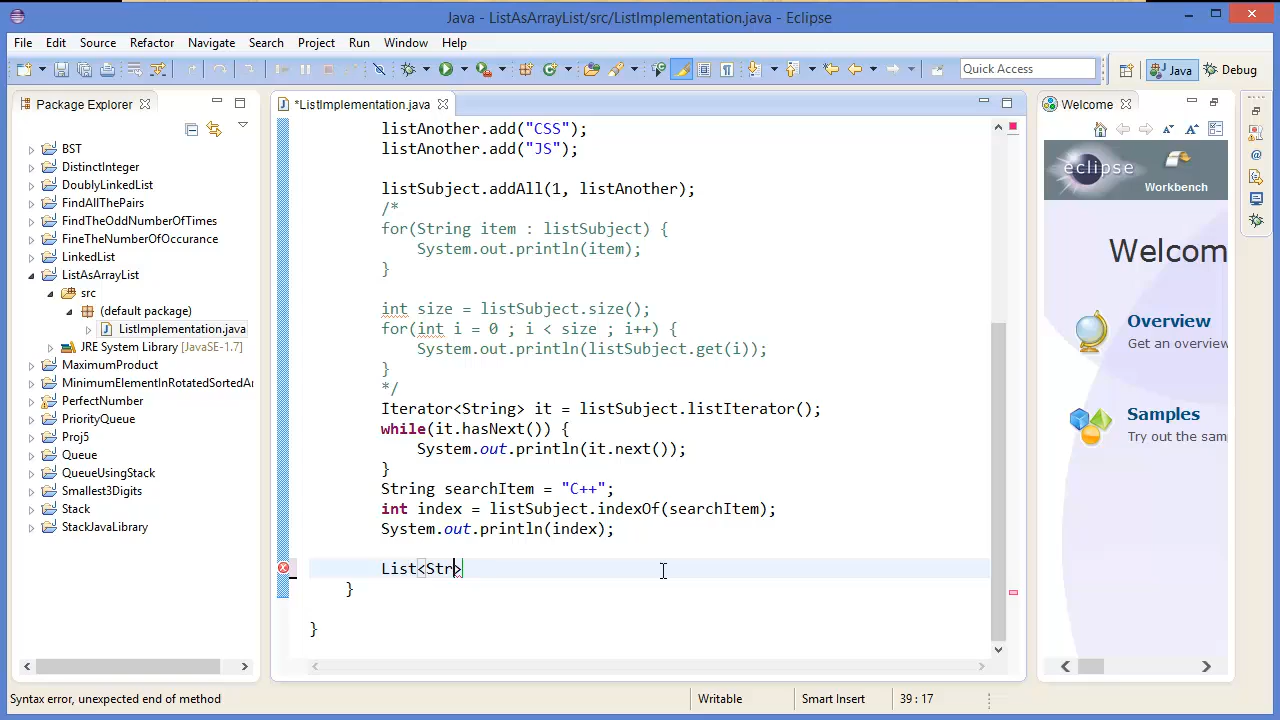 Java - ListAsArrayList/src/ListImplementation.java - Eclipse
File Edit Source Refactor Navigate Search Project Run Window Help
Quick Access
Java
Debug
Package Explorer
*ListImplementation.java
Welcome
BST
DistinctInteger
DoublyLinkedList
FindAllThePairs
FindTheOddNumberOfTimes
FineTheNumberOfOccurance
LinkedList
ListAsArrayList
src
(default package)
ListImplementation.java
JRE System Library [JavaSE-1.7]
MaximumProduct
MinimumElementInRotatedSortedAr
PerfectNumber
PriorityQueue
Proj5
Queue
QueueUsingStack
Smallest3Digits
Stack
StackJavaLibrary
listAnother.add("CSS");
listAnother.add("JS");
listSubject.addAll(1, listAnother);
/*
for(String item : listSubject) {
System.out.println(item);
}
int size = listSubject.size();
for(int i = 0 ; i < size ; i++) {
System.out.println(listSubject.get(i));
}
*/
Iterator<String> it = listSubject.listIterator();
while(it.hasNext()) {
System.out.println(it.next());
}
String searchItem = "C++";
int index = listSubject.indexOf(searchItem);
System.out.println(index);
List<Str>
}
}
eclipse
Workbench
Welcom
Overview
Get an overview
Samples
Try out the sam
Syntax error, unexpected end of method
Writable
Smart Insert
39 : 17